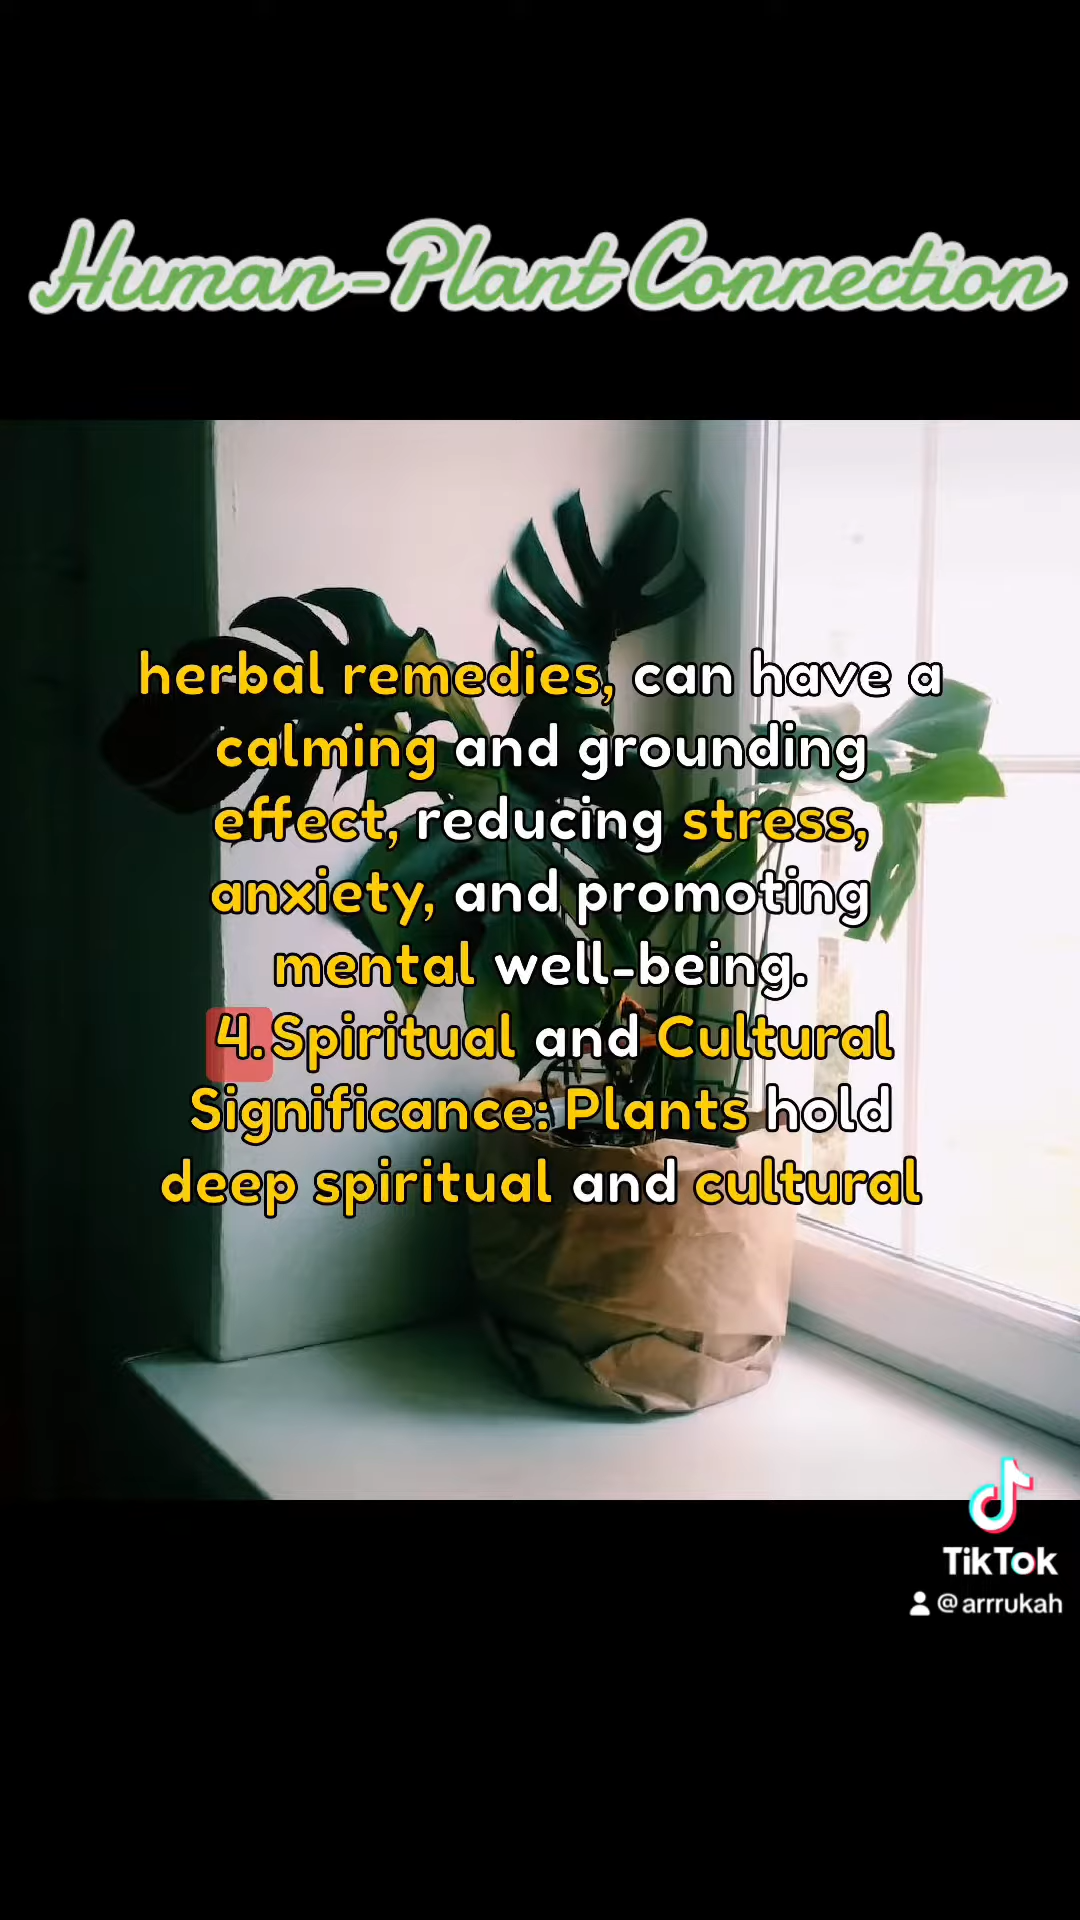 Human-Plant Connection
herbal remedies, can have a
calming and grounding
effect, reducing stress,
anxiety, and promoting
mental well-being.
4. Spiritual and Cultural
Significance: Plants hold
deep spiritual and cultural
TikTok
@arrrukah